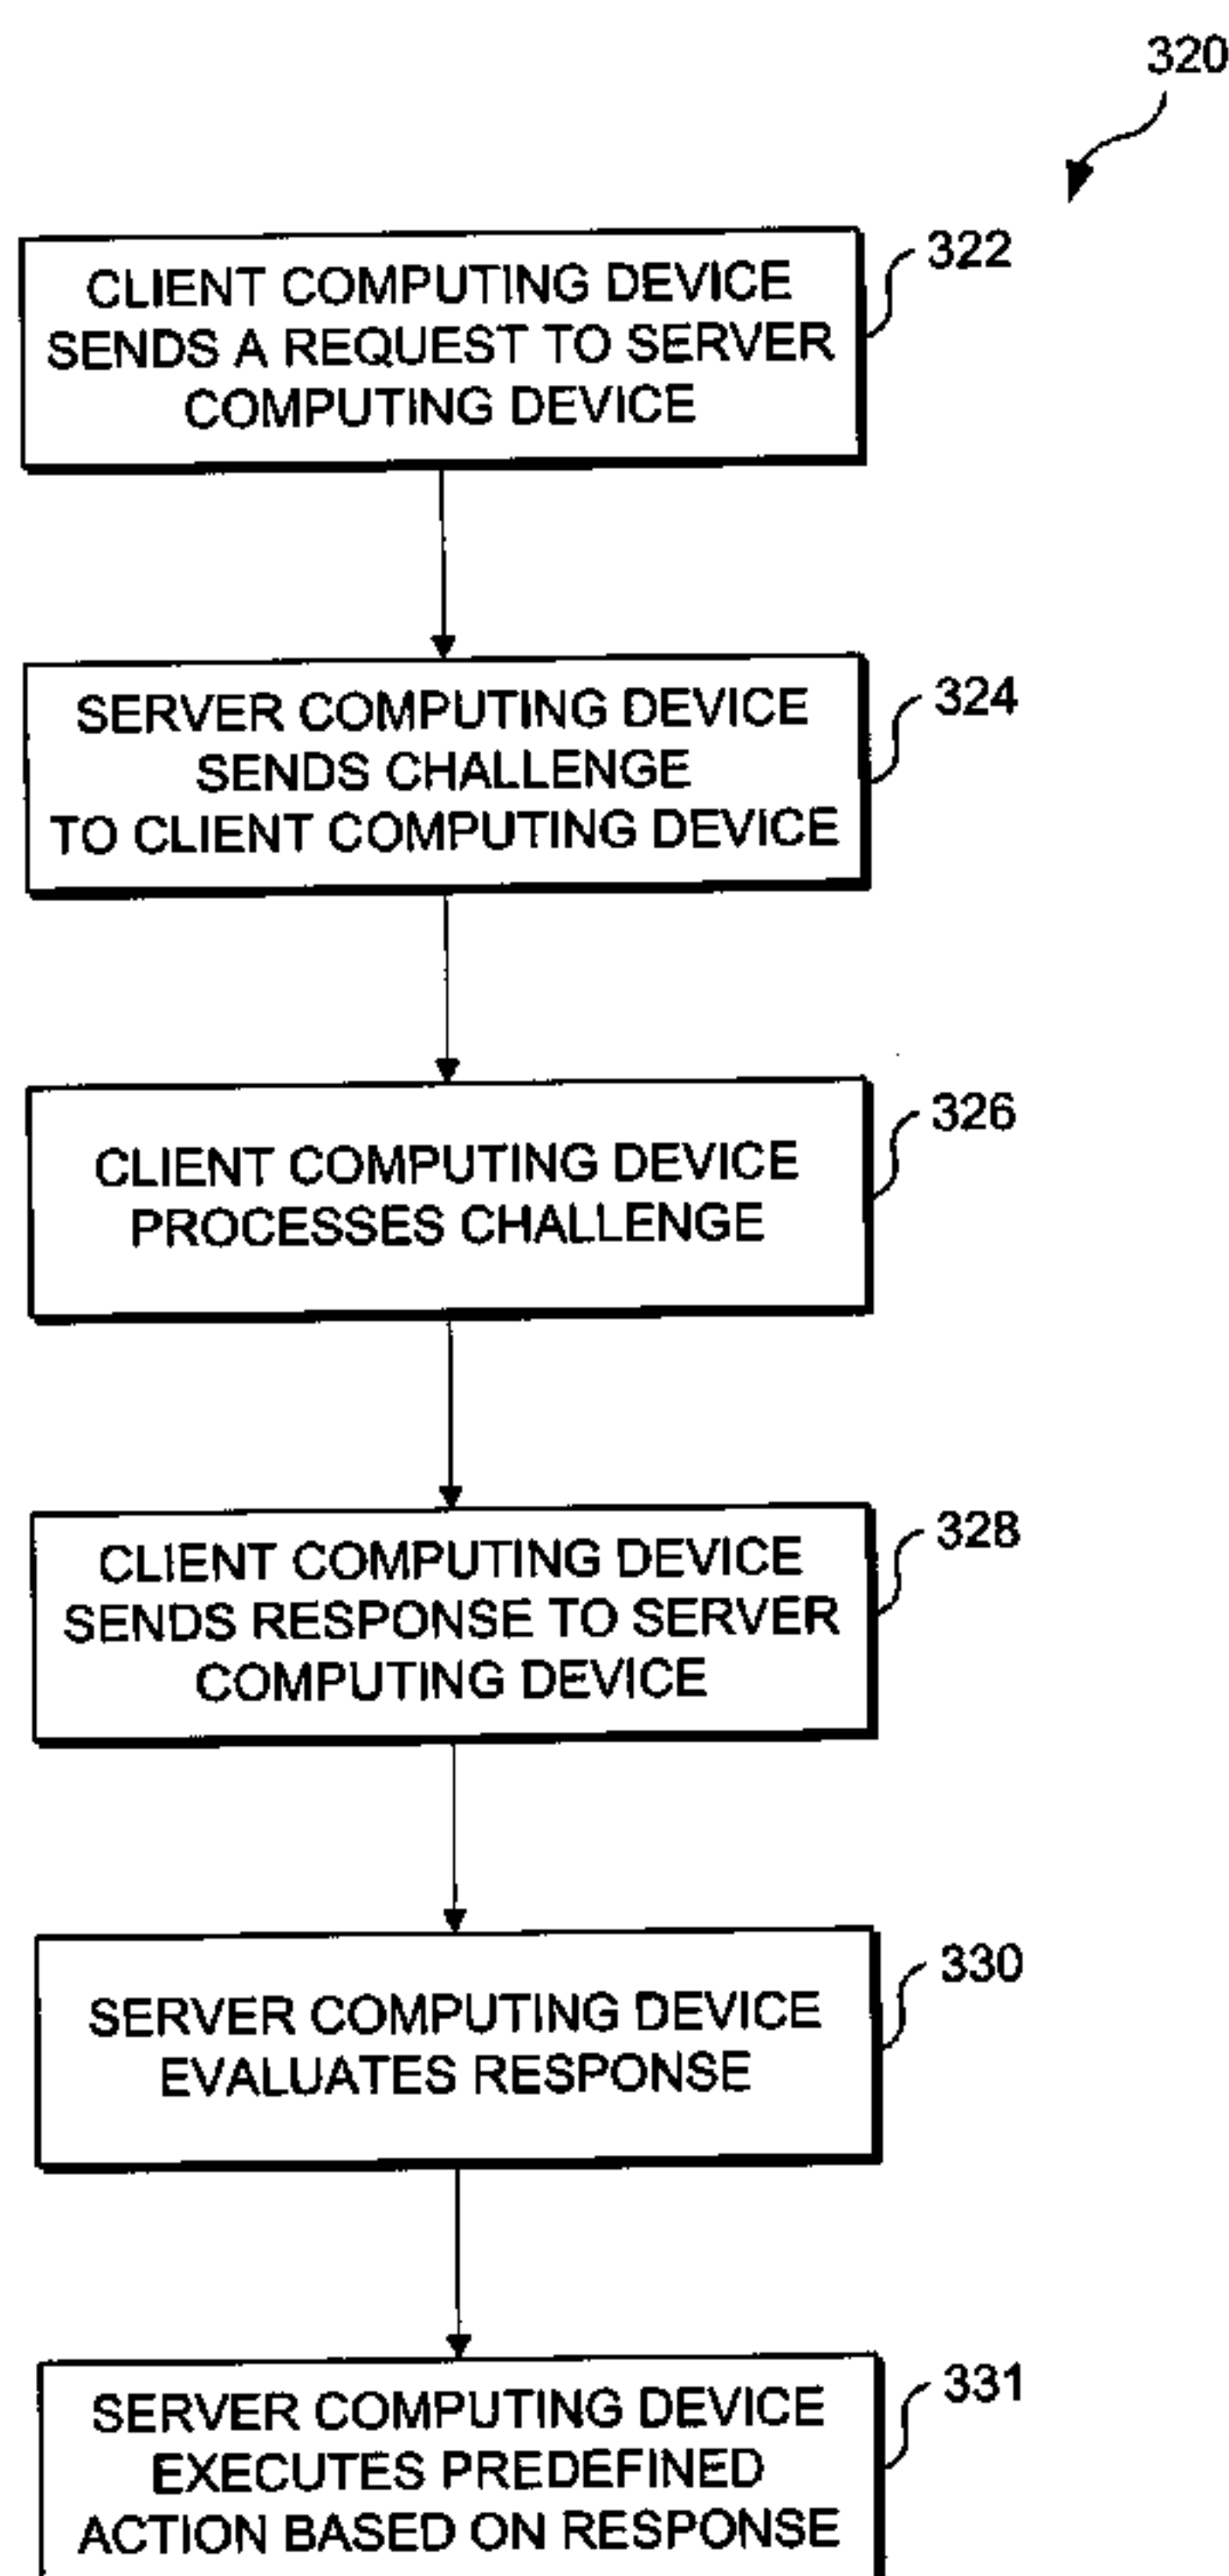 320
322
CLIENT COMPUTING DEVICE
SENDS A REQUEST TO SERVER
COMPUTING DEVICE
324
SERVER COMPUTING DEVICE
SENDS CHALLENGE
TO CLIENT COMPUTING DEVICE
326
CLIENT COMPUTING DEVICE
PROCESSES CHALLENGE
328
CLIENT COMPUTING DEVICE
SENDS RESPONSE TO SERVER
COMPUTING DEVICE
330
SERVER COMPUTING DEVICE
EVALUATES RESPONSE
331
SERVER COMPUTING DEVICE
EXECUTES PREDEFINED
ACTION BASED ON RESPONSE